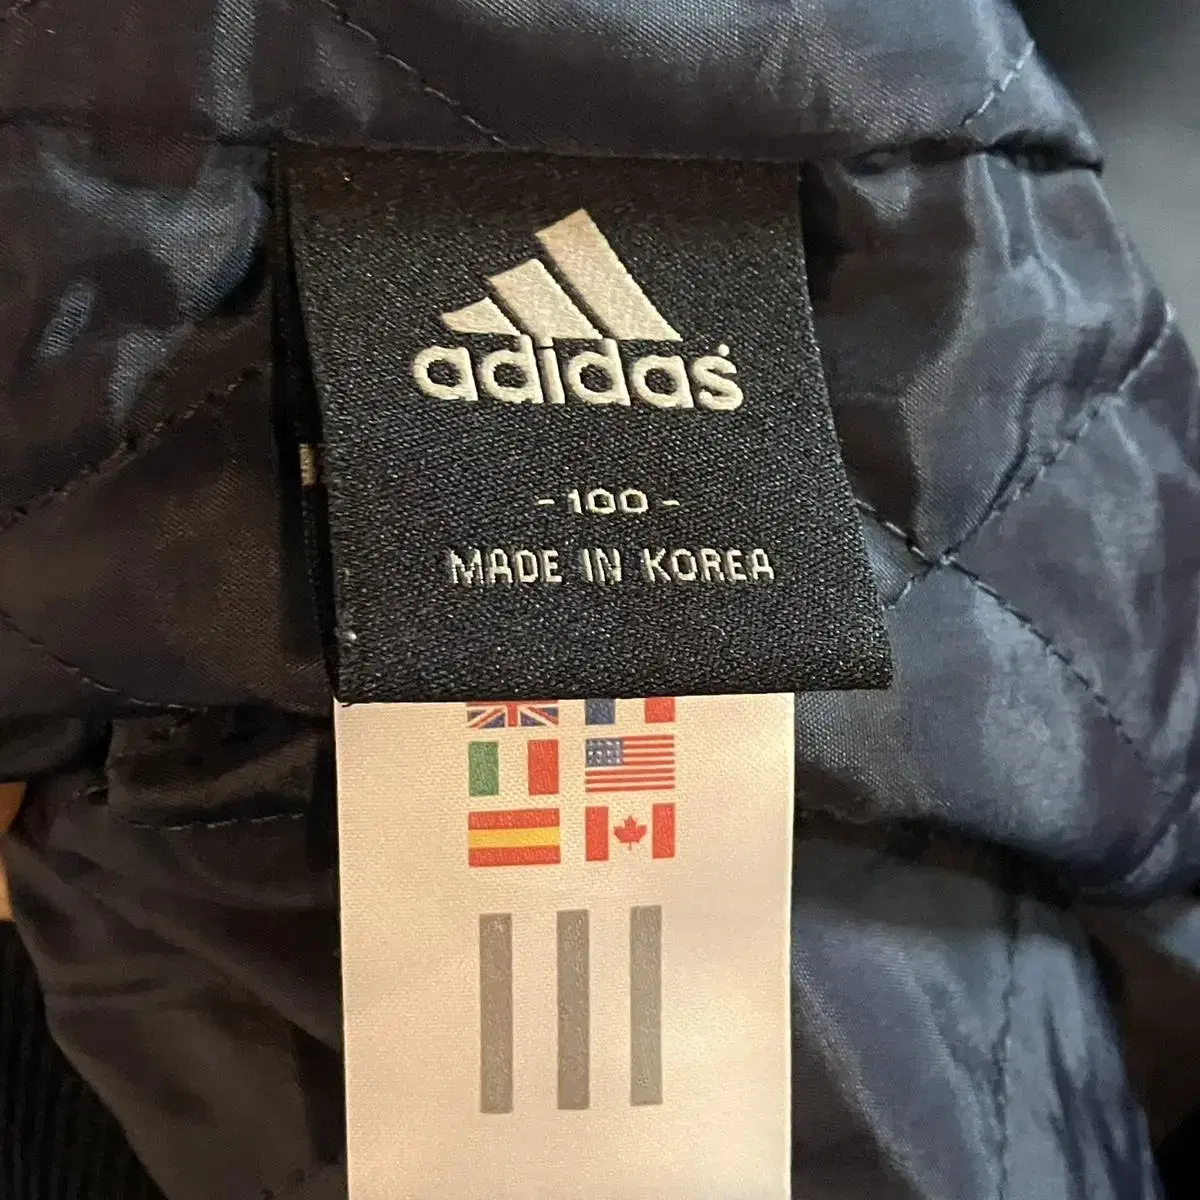 adidas
- 100 -
MADE IN KOREA